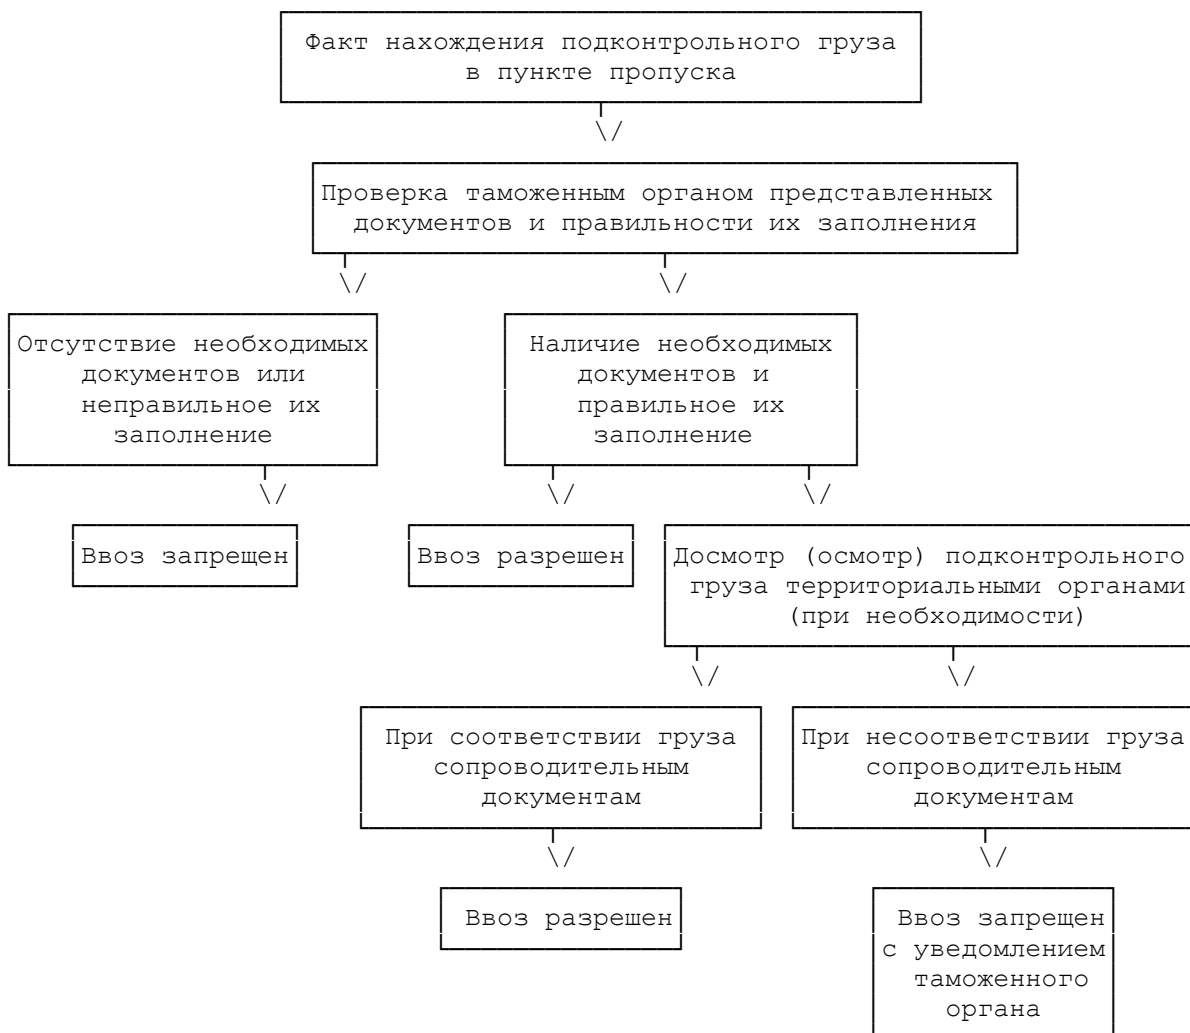 Факт нахождения подконтрольного груза
в пункте пропуска
\/
Проверка таможенным органом представленных
документов и правильности их заполнения
\/
\/
Отсутствие необходимых
документов или
неправильное их
заполнение
Наличие необходимых
документов и
правильное их
заполнение
\/
\/
\/
Ввоз запрещен
Ввоз разрешен
Досмотр (осмотр) подконтрольного
груза территориальными органами
(при необходимости)
\/
\/
При соответствии груза
сопроводительным
документам
При несоответствии груза
сопроводительным
документам
\/
\/
Ввоз разрешен
Ввоз запрещен
с уведомлением
таможенного
органа